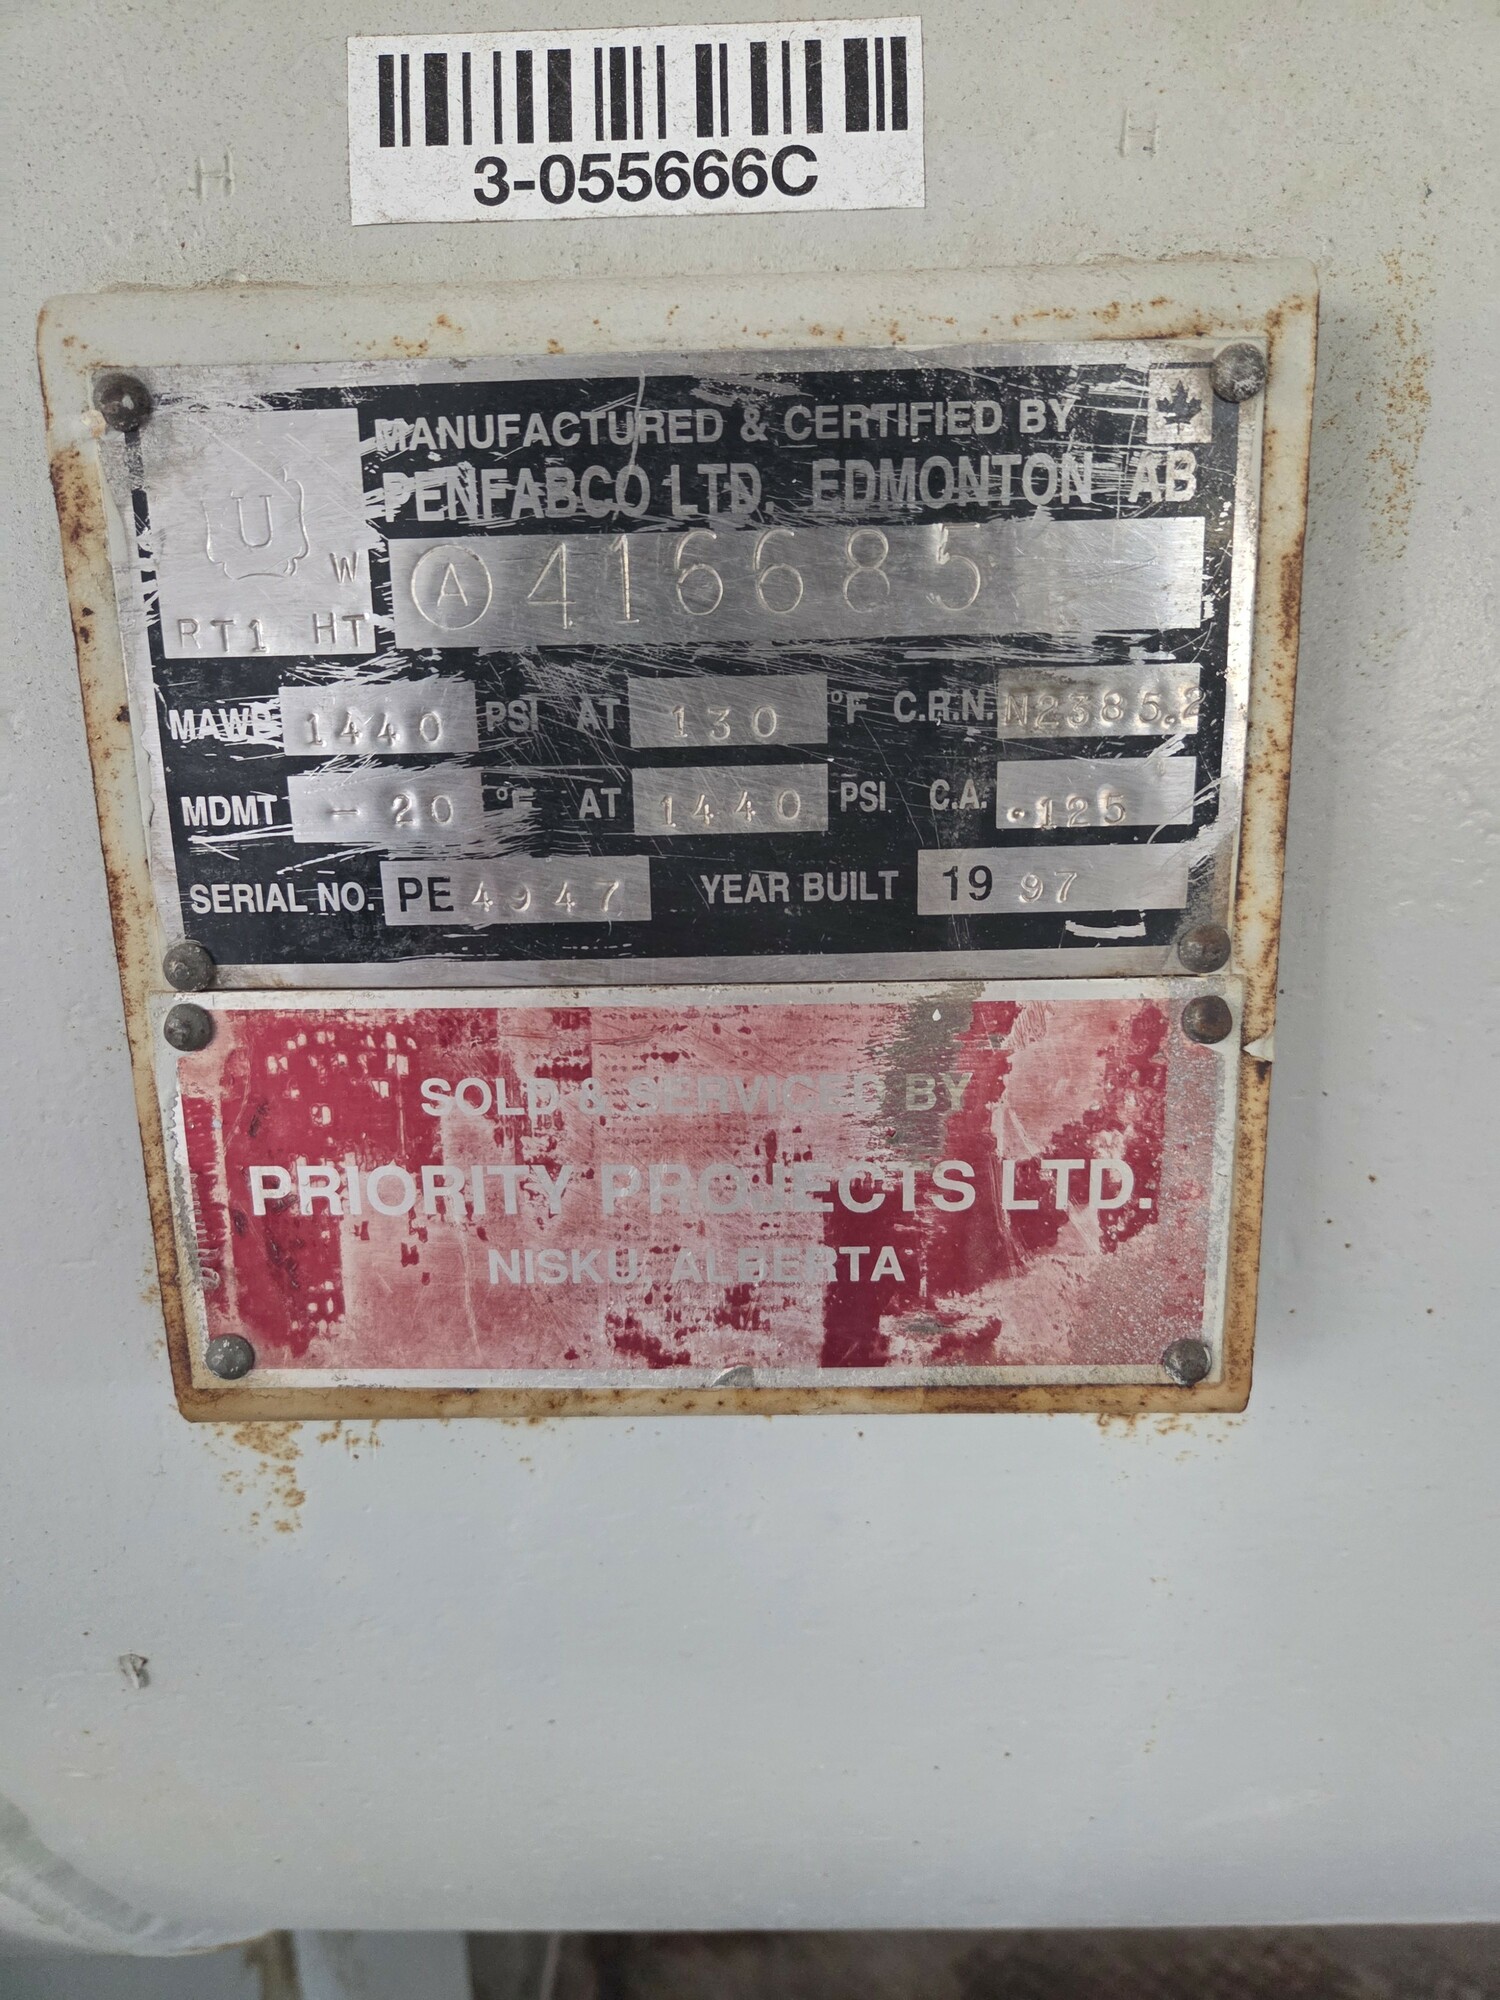 3-055666C
H H
MANUFACTURED & CERTIFIED BY
PENFABCO LTD. EDMONTON AB
U
W
RT1 HT
A 416685
MAWP 1440 PSI AT 130 °F C.R.N. N2385.2
MDMT -20 °F AT 1440 PSI C.A. .125
SERIAL NO. PE 4947 YEAR BUILT 19 97
SOLD & SERVICED BY
PRIORITY PROJECTS LTD.
NISKU, ALBERTA